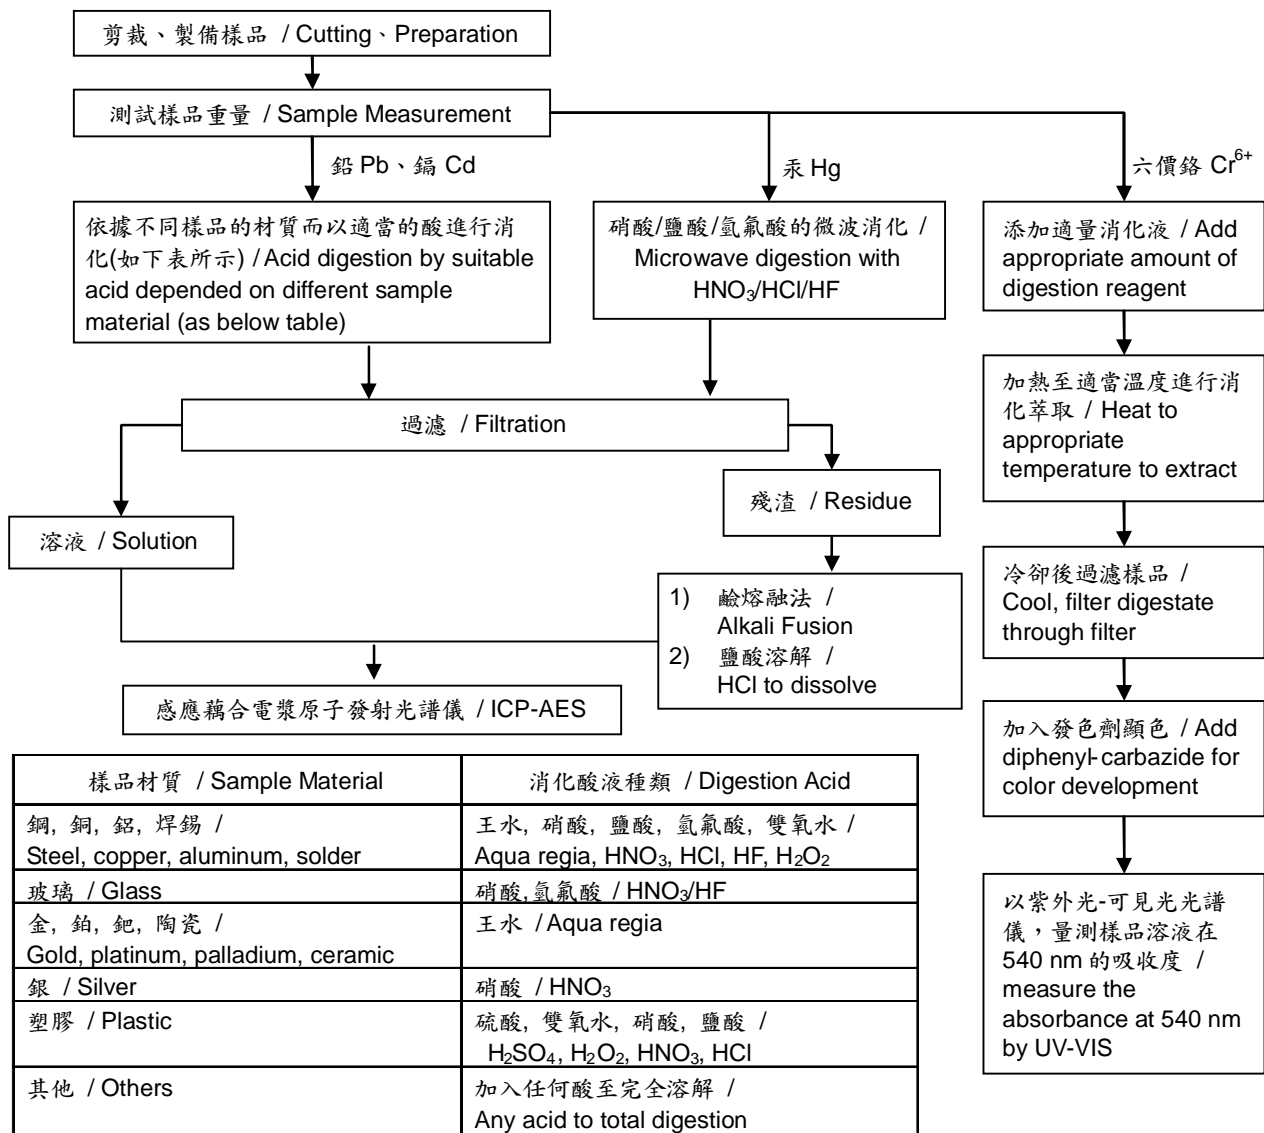 剪裁、製備樣品 / Cutting、Preparation
測試樣品重量 / Sample Measurement
鉛 Pb、鎘 Cd
汞 Hg
六價鉻 Cr⁶⁺
依據不同樣品的材質而以適當的酸進行消
化(如下表所示) / Acid digestion by suitable
acid depended on different sample
material (as below table)
硝酸/鹽酸/氫氟酸的微波消化 /
Microwave digestion with
HNO₃/HCl/HF
添加適量消化液 / Add
appropriate amount of
digestion reagent
加熱至適當溫度進行消
化萃取 / Heat to
appropriate
temperature to extract
過濾 / Filtration
溶液 / Solution
殘渣 / Residue
1) 鹼熔融法 /
Alkali Fusion
2) 鹽酸溶解 /
HCl to dissolve
冷卻後過濾樣品 /
Cool, filter digestate
through filter
感應藕合電漿原子發射光譜儀 / ICP-AES
加入發色劑顯色 / Add
diphenyl-carbazide for
color development
以紫外光-可見光光譜
儀，量測樣品溶液在
540 nm 的吸收度 /
measure the
absorbance at 540 nm
by UV-VIS
樣品材質 / Sample Material
消化酸液種類 / Digestion Acid
鋼, 銅, 鋁, 焊錫 /
Steel, copper, aluminum, solder
王水, 硝酸, 鹽酸, 氫氟酸, 雙氧水 /
Aqua regia, HNO₃, HCl, HF, H₂O₂
玻璃 / Glass
硝酸,氫氟酸 / HNO₃/HF
金, 鉑, 鈀, 陶瓷 /
Gold, platinum, palladium, ceramic
王水 / Aqua regia
銀 / Silver
硝酸 / HNO₃
塑膠 / Plastic
硫酸, 雙氧水, 硝酸, 鹽酸 /
H₂SO₄, H₂O₂, HNO₃, HCl
其他 / Others
加入任何酸至完全溶解 /
Any acid to total digestion